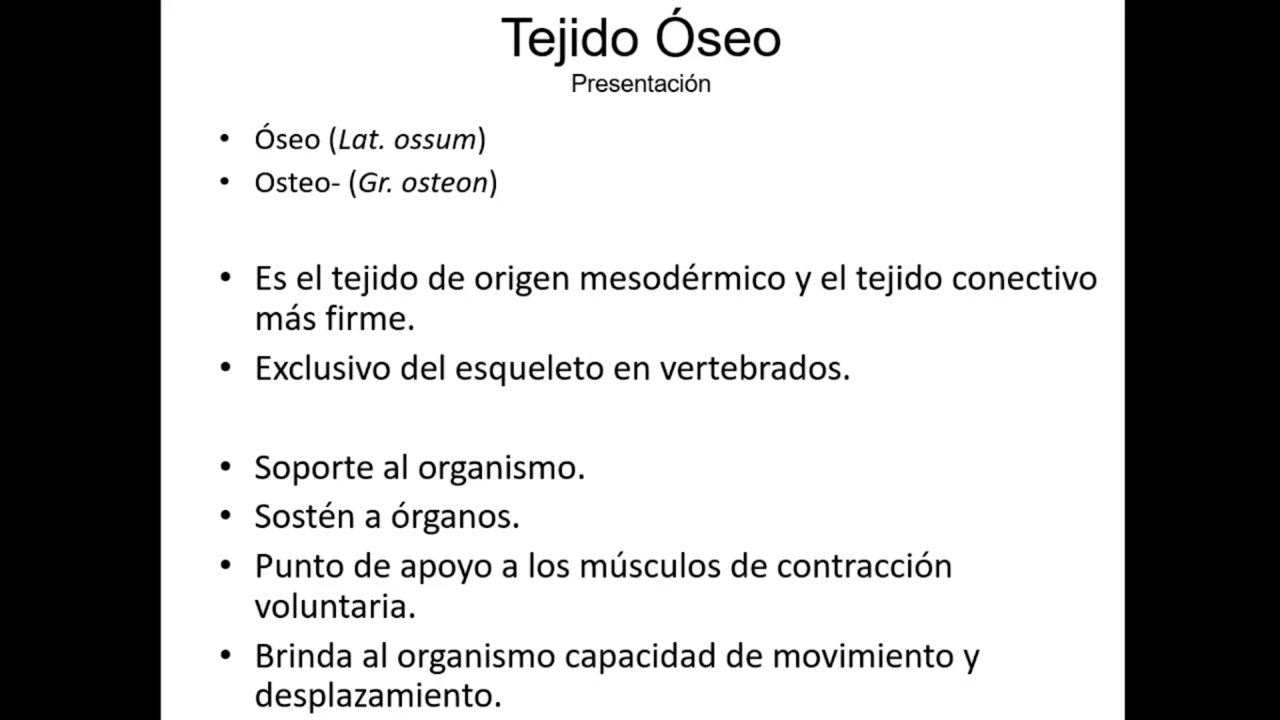 Tejido Óseo
Presentación
• Óseo (Lat. ossum)
• Osteo- (Gr. osteon)
• Es el tejido de origen mesodérmico y el tejido conectivo
más firme.
• Exclusivo del esqueleto en vertebrados.
• Soporte al organismo.
• Sostén a órganos.
• Punto de apoyo a los músculos de contracción
voluntaria.
• Brinda al organismo capacidad de movimiento y
desplazamiento.